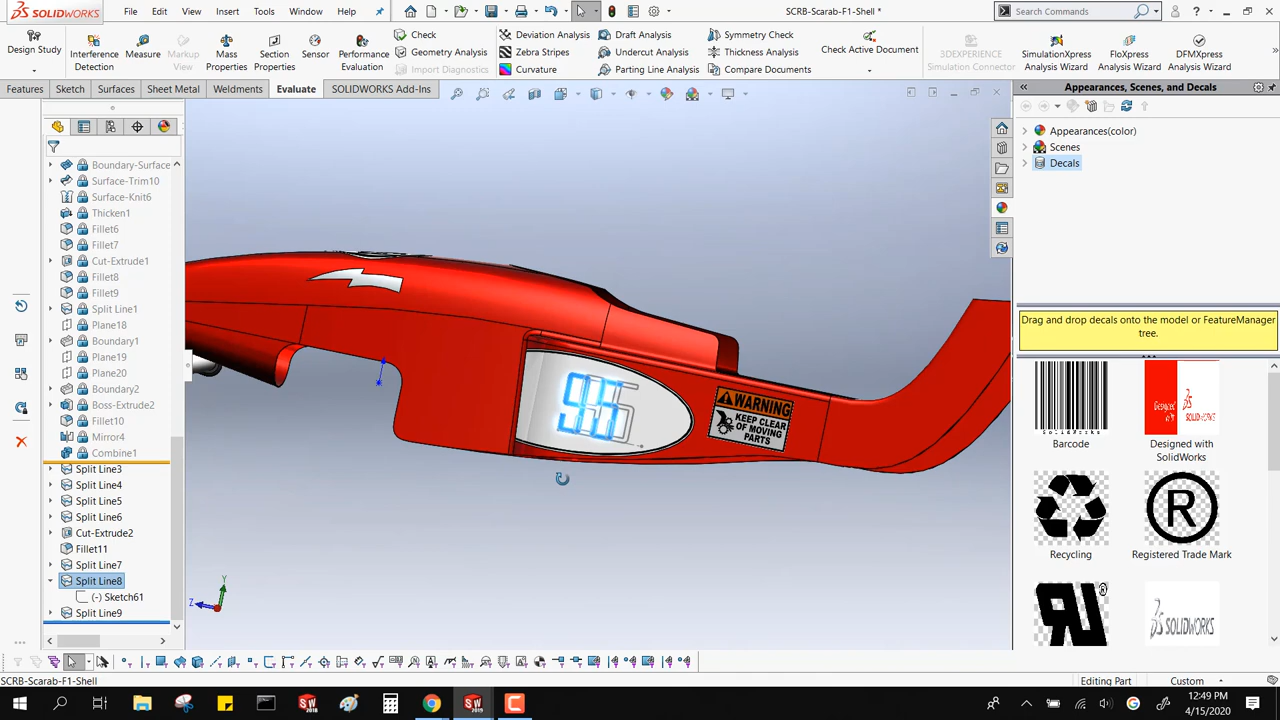 SOLIDWORKS
File Edit View Insert Tools Window Help
SCRB-Scarab-F1-Shell *
Search Commands
Design Study
Interference Detection
Measure
Markup View
Mass Properties
Section Properties
Sensor
Performance Evaluation
Check
Geometry Analysis
Import Diagnostics
Deviation Analysis
Zebra Stripes
Curvature
Draft Analysis
Undercut Analysis
Parting Line Analysis
Symmetry Check
Thickness Analysis
Compare Documents
Check Active Document
3DEXPERIENCE Simulation Connector
SimulationXpress Analysis Wizard
FloXpress Analysis Wizard
DFMXpress Analysis Wizard
Features Sketch Surfaces Sheet Metal Weldments Evaluate SOLIDWORKS Add-Ins
Boundary-Surface
Surface-Trim10
Surface-Knit6
Thicken1
Fillet6
Fillet7
Cut-Extrude1
Fillet8
Fillet9
Split Line1
Plane18
Boundary1
Plane19
Plane21
Boundary2
Boss-Extrude2
Fillet10
Mirror4
Combine1
Split Line3
Split Line4
Split Line5
Split Line6
Cut-Extrude2
Fillet11
Split Line7
Split Line8
(-) Sketch61
Split Line9
WARNING
KEEP CLEAR
OF MOVING
PARTS
Y
Z
Appearances, Scenes, and Decals
Appearances(color)
Scenes
Decals
Drag and drop decals onto the model or FeatureManager
tree.
Barcode
Designed with
SolidWorks
Recycling
R
Registered Trade Mark
SOLIDWORKS
SCRB-Scarab-F1-Shell
Editing Part
Custom
12:49 PM
4/15/2020